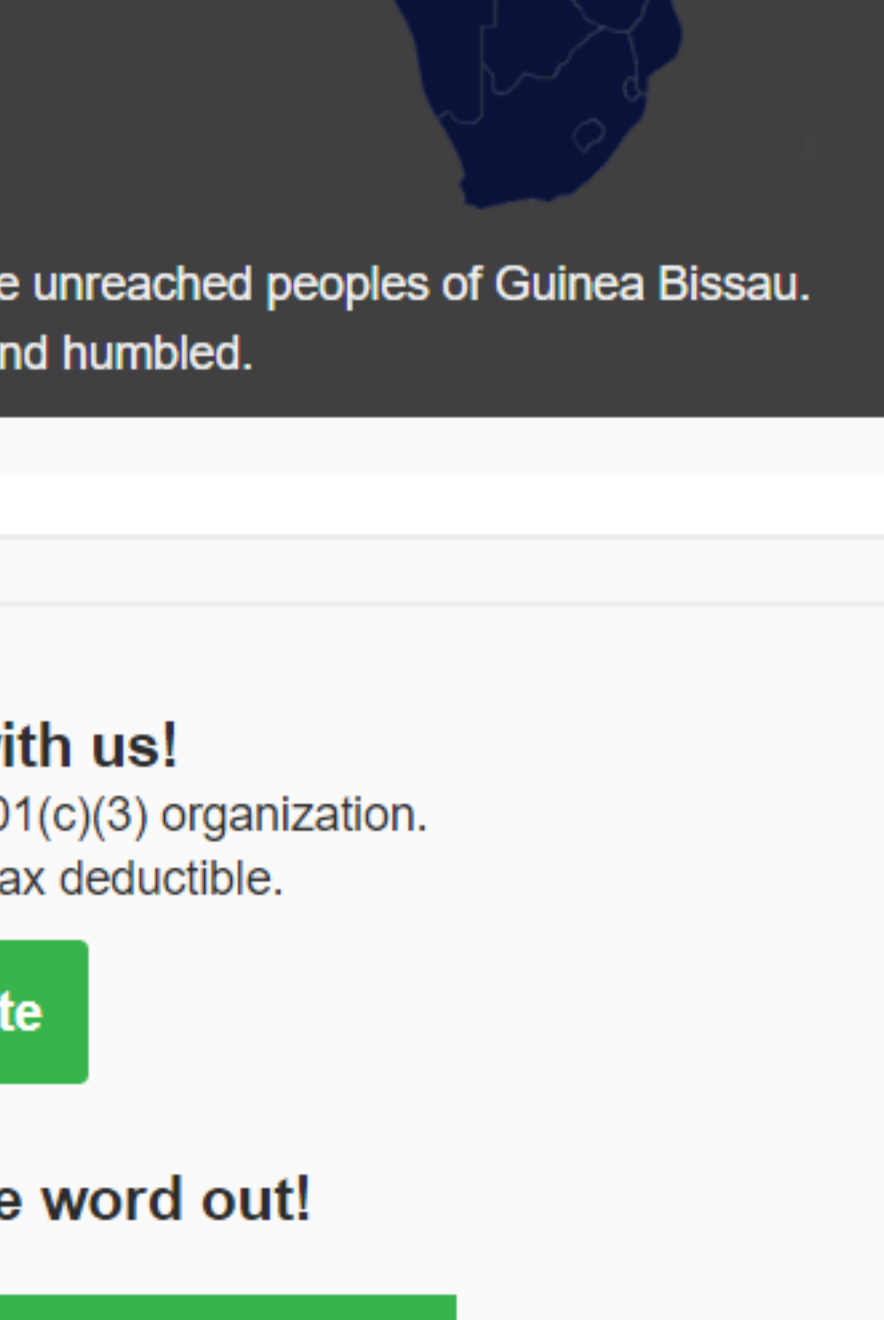 e unreached peoples of Guinea Bissau.
nd humbled.
ith us!
01(c)(3) organization.
ax deductible.
te
e word out!